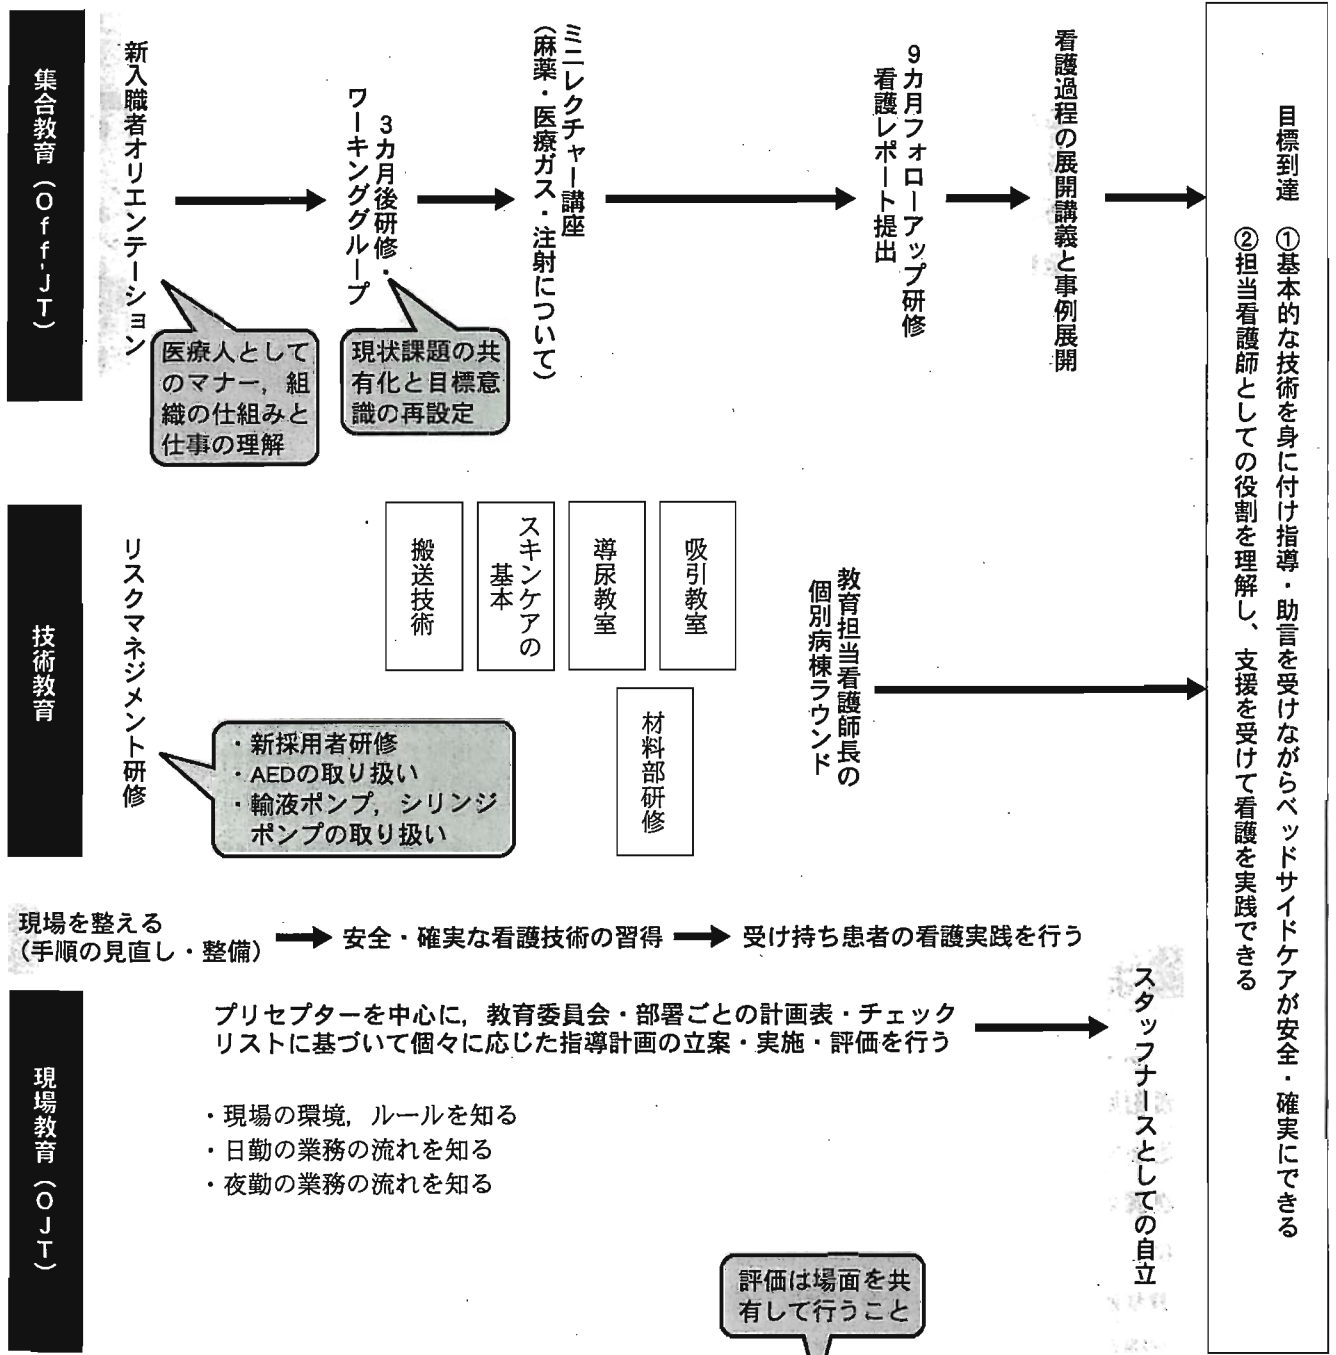 集合教育（Off-JT）
新入職者オリエンテーション
医療人として
のマナー，組
織の仕組みと
仕事の理解
3カ月後研修・
ワーキンググループ
現状課題の共
有化と目標意
識の再設定
ミニレクチャー講座
（麻薬・医療ガス・注射について）
9カ月フォローアップ研修
看護レポート提出
看護過程の展開講義と事例展開
技術教育
リスクマネジメント研修
・新採用者研修
・AEDの取り扱い
・輸液ポンプ，シリンジ
ポンプの取り扱い
搬送技術
スキンケアの
基本
導尿教室
吸引教室
材料部研修
教育担当看護師長の
個別病棟ラウンド
現場を整える
（手順の見直し・整備）
安全・確実な看護技術の習得
受け持ち患者の看護実践を行う
現場教育（OJT）
プリセプターを中心に，教育委員会・部署ごとの計画表・チェック
リストに基づいて個々に応じた指導計画の立案・実施・評価を行う
・現場の環境，ルールを知る
・日勤の業務の流れを知る
・夜勤の業務の流れを知る
評価は場面を共
有して行うこと
スタッフナースとしての自立
目標到達　①基本的な技術を身に付け指導・助言を受けながらベッドサイドケアが安全・確実にできる
②担当看護師としての役割を理解し、支援を受けて看護を実践できる